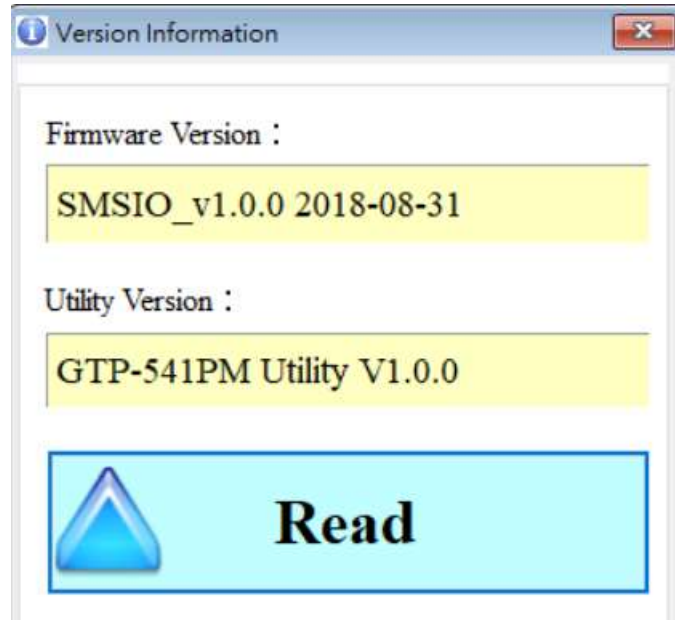 Version Information
Firmware Version：
SMSIO_v1.0.0 2018-08-31
Utility Version：
GTP-541PM Utility V1.0.0
Read